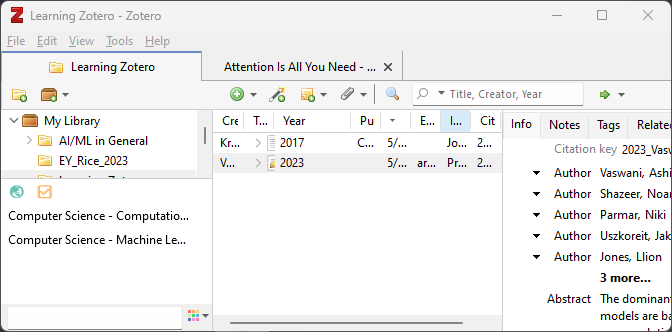 Learning Zotero - Zotero
File Edit View Tools Help
Learning Zotero
Attention Is All You Need - ...
Title, Creator, Year
My Library
AI/ML in General
EY_Rice_2023
Cre T... Year Pu E... I... Cit
Kr... 2017 C... 5/ Jo... 2...
V... 2023 5/ ar... Pr... 2...
Computer Science - Computatio...
Computer Science - Machine Le...
Info Notes Tags Relate
Citation key 2023_Vasw
Author Vaswani, Ashi
Author Shazeer, Noar
Author Parmar, Niki
Author Uszkoreit, Jak
Author Jones, Llion
3 more...
Abstract The dominant
models are ba